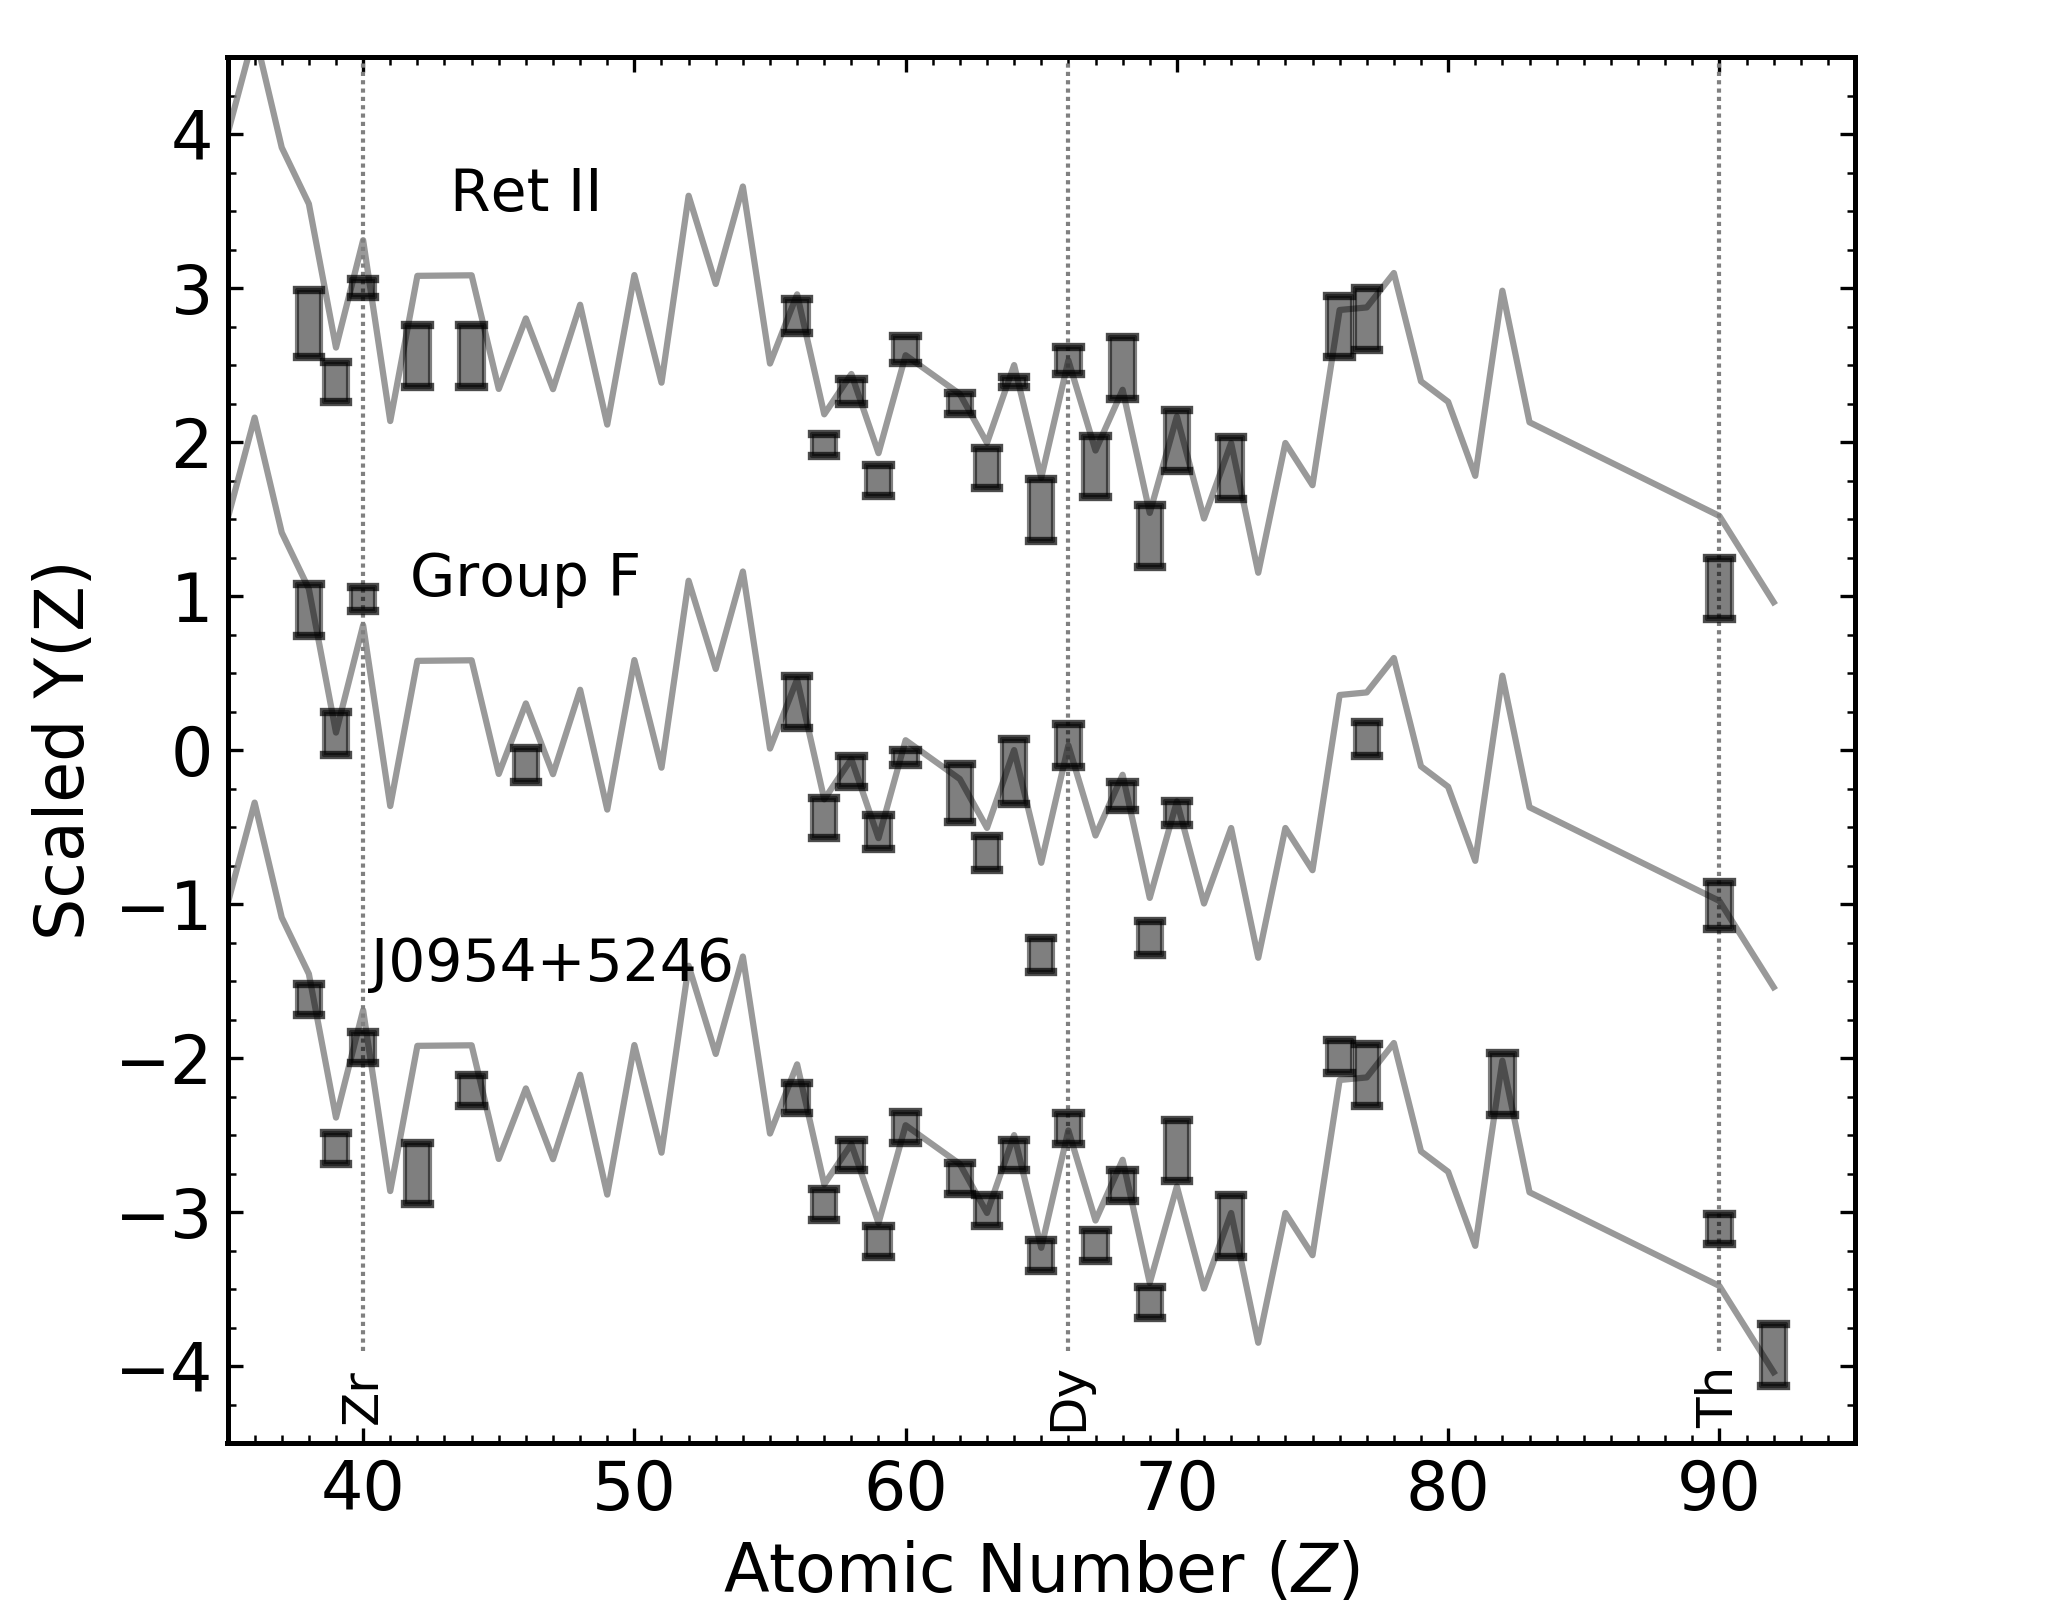 Scaled Y(Z)
4
3
2
1
0
−1
−2
−3
−4
Ret II
Group F
J0954+5246
Zr
Dy
Th
40 50 60 70 80 90
Atomic Number (Z)